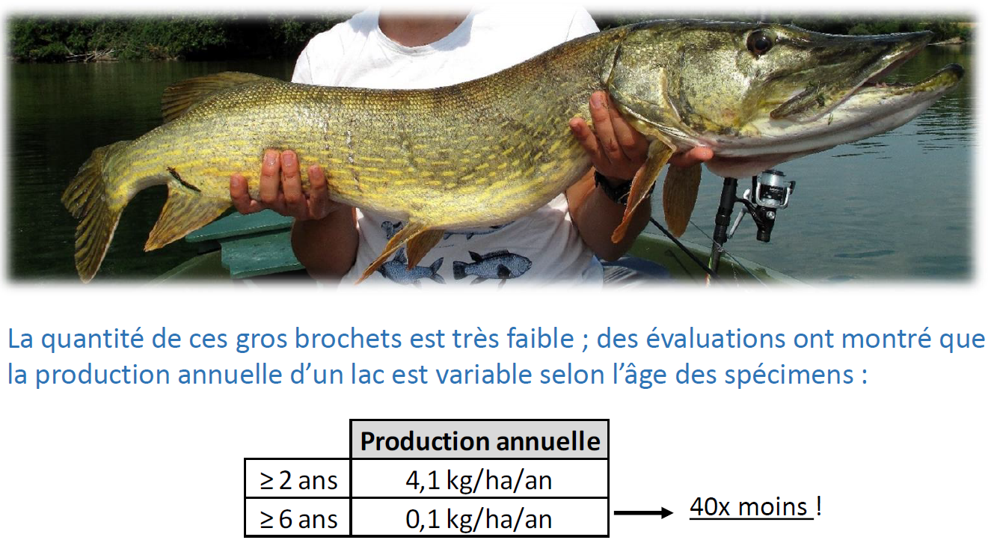 La quantité de ces gros brochets est très faible ; des évaluations ont montré que
la production annuelle d’un lac est variable selon l’âge des spécimens :
Production annuelle
≥ 2 ans 4,1 kg/ha/an
≥ 6 ans 0,1 kg/ha/an
40x moins !